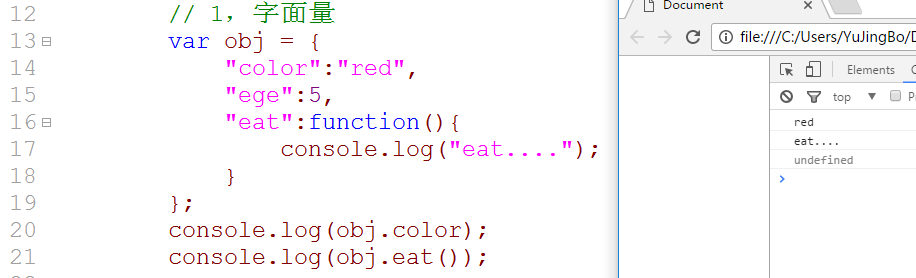 12 // 1，字面量
13 var obj = {
14 "color":"red",
15 "ege":5,
16 "eat":function(){
17 console.log("eat....");
18 }
19 };
20 console.log(obj.color);
21 console.log(obj.eat());
Document
file:///C:/Users/YuJingBo/D
Elements
top
red
eat....
undefined